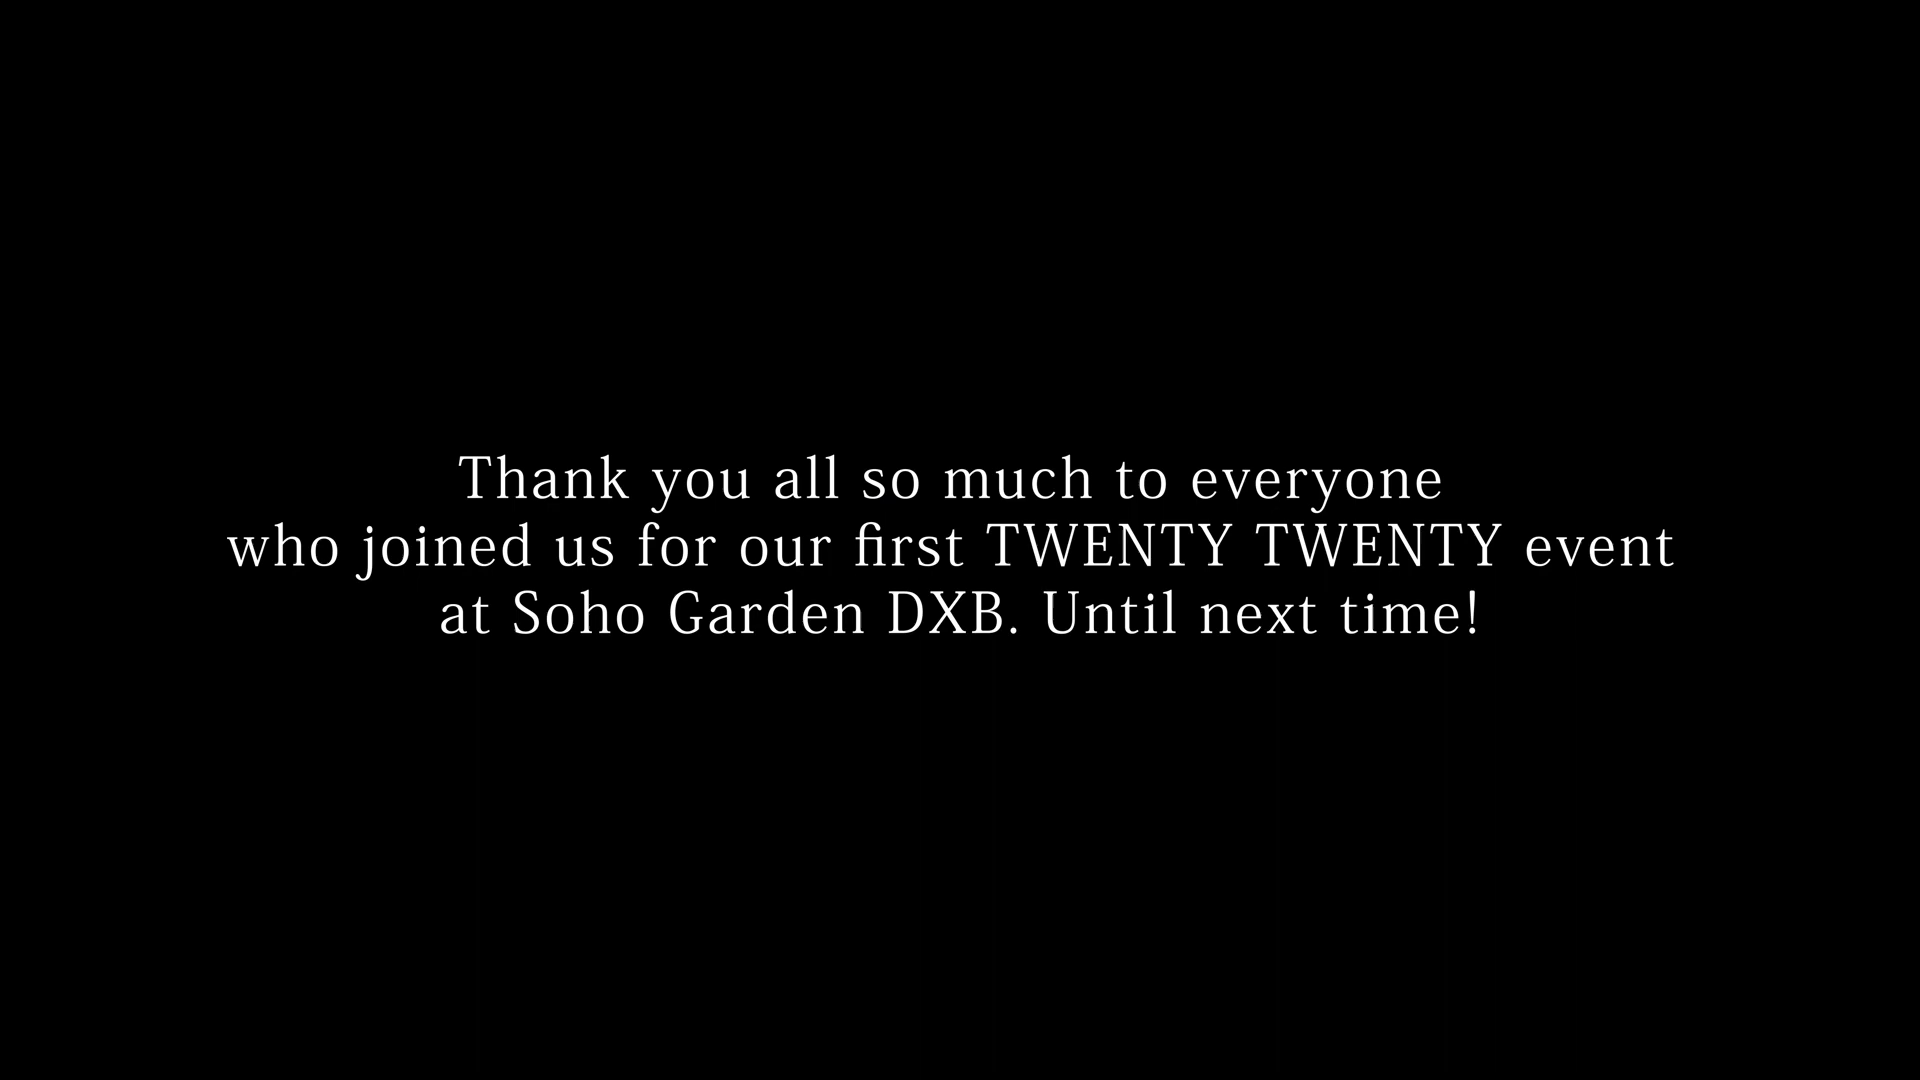 Thank you all so much to everyone
who joined us for our first TWENTY TWENTY event
at Soho Garden DXB. Until next time!